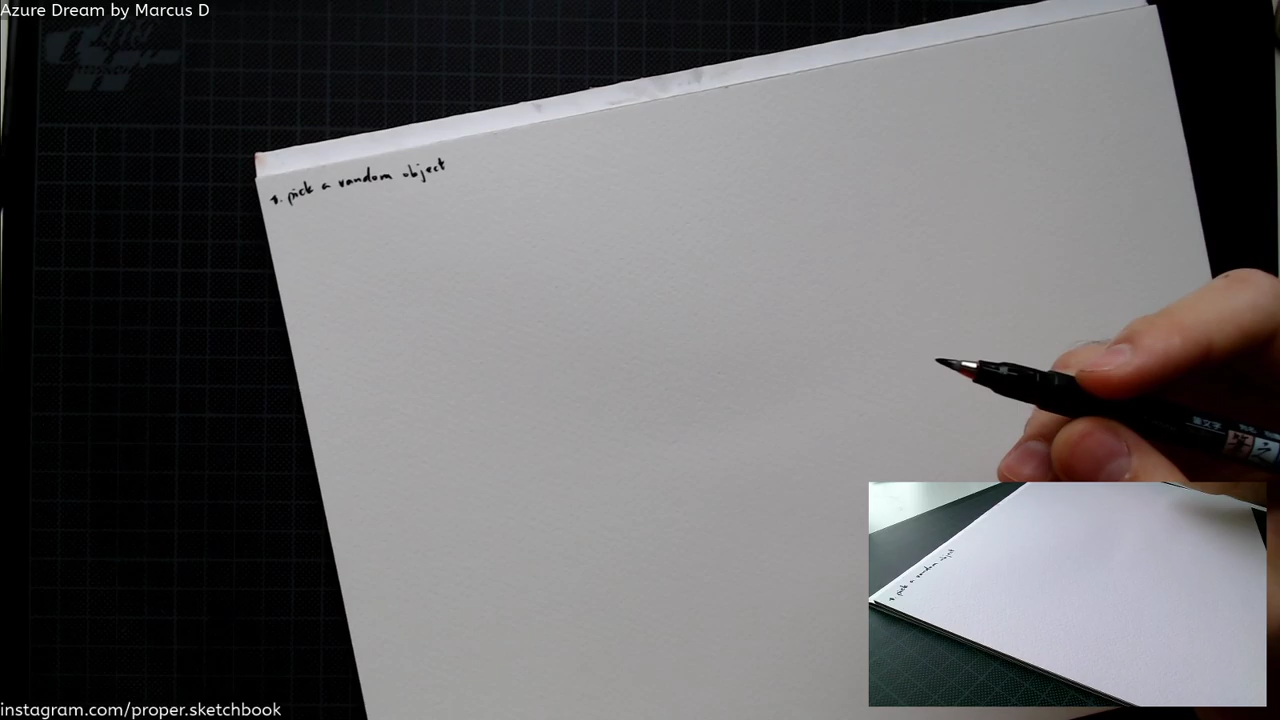 Azure Dream by Marcus D
1. pick a random object
instagram.com/proper.sketchbook